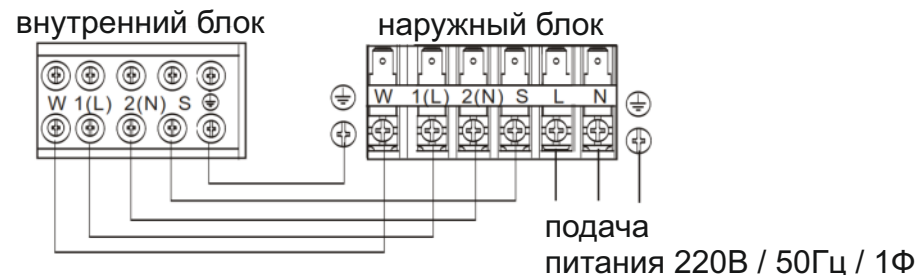 внутренний блок
наружный блок
W 1(L) 2(N) S
W 1(L) 2(N) S L N
подача
питания 220В / 50Гц / 1Ф